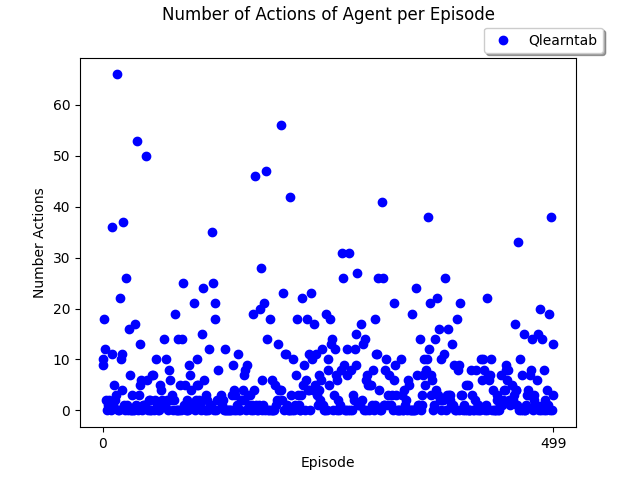 Number of Actions of Agent per Episode
Qlearntab
60
50
40
30
20
10
0
Number Actions
0
499
Episode